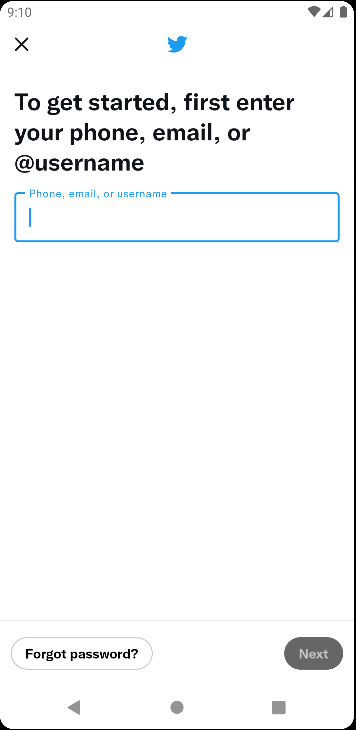 9:10
To get started, first enter
your phone, email, or
@username
Phone, email, or username
Forgot password?
Next